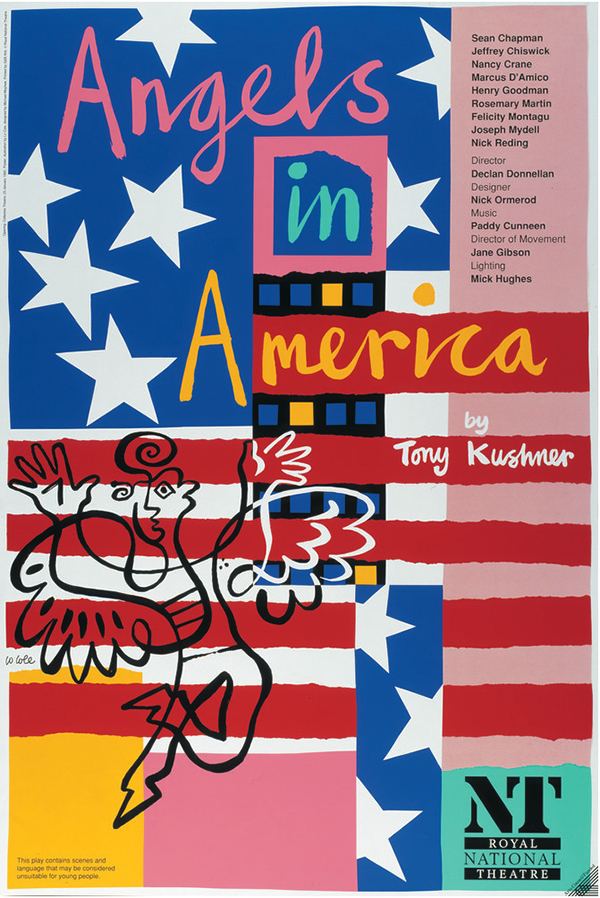 Angels
in
America
by
Tony Kushner
Sean Chapman
Jeffrey Chiswick
Nancy Crane
Marcus D'Amico
Henry Goodman
Rosemary Martin
Felicity Montagu
Joseph Mydell
Nick Reding
Director
Declan Donnellan
Designer
Nick Ormerod
Music
Paddy Cunneen
Director of Movement
Jane Gibson
Lighting
Mick Hughes
This play contains scenes and
language that may be considered
unsuitable for young people.
NT
ROYAL
NATIONAL
THEATRE